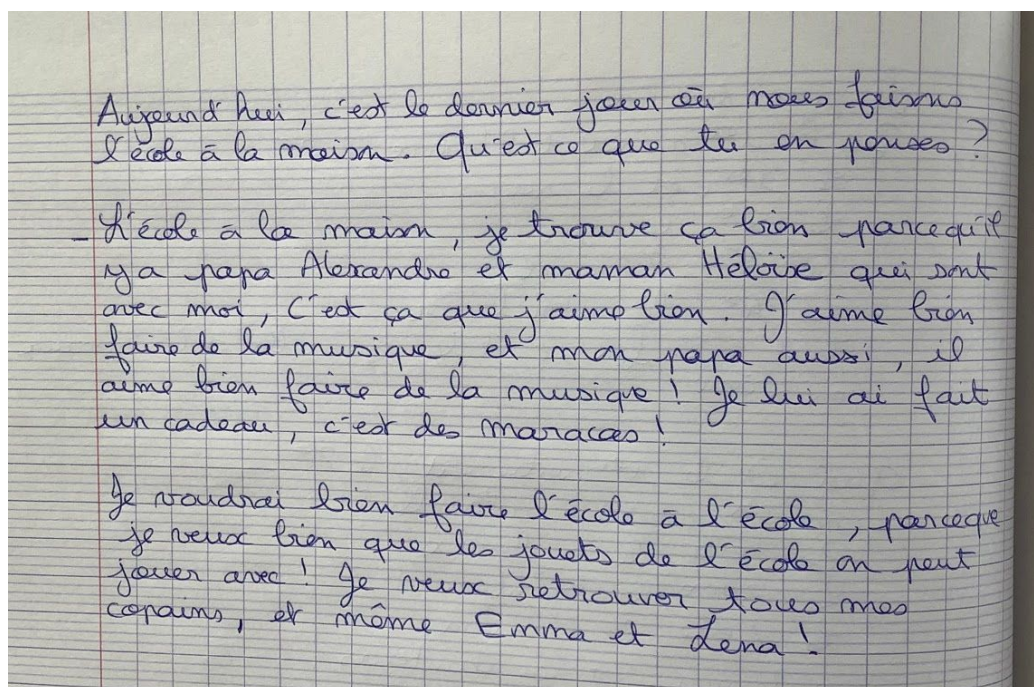 Aujourd'hui, c'est le dernier jour où nous faisons
l'école à la maison. Qu'est ce que tu en penses ?
- L'école à la maison, je trouve ça bien parcequ'il
y a papa Alexandre et maman Héloïse qui sont
avec moi, c'est ça que j'aime bien. J'aime bien
faire de la musique, et mon papa aussi, il
aime bien faire de la musique ! Je lui ai fait
un cadeau, c'est des maracas !
Je voudrai bien faire l'école à l'école, parceque
je veux bien que les jouets de l'école on peut
jouer avec ! Je veux retrouver tous mes
copains, et même Emma et Lena !